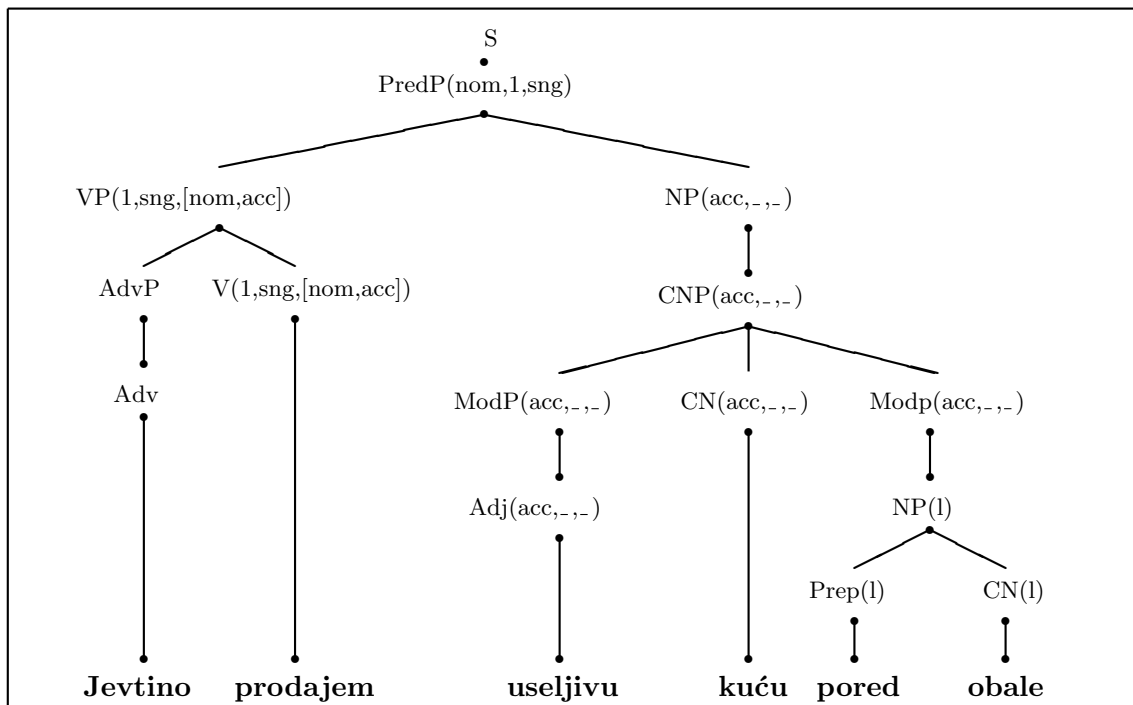 S
PredP(nom,1,sng)
VP(1,sng,[nom,acc]) NP(acc,_,_)
AdvP V(1,sng,[nom,acc]) CNP(acc,_,_)
Adv ModP(acc,_,_) CN(acc,_,_) Modp(acc,_,_)
Adj(acc,_,_) NP(l)
Prep(l) CN(l)
Jevtino prodajem useljivu kuću pored obale